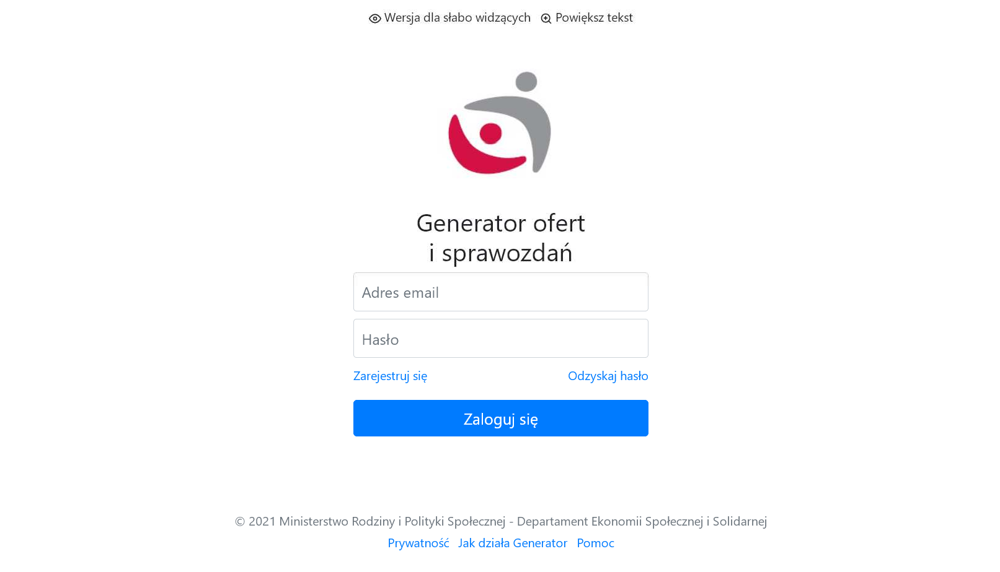 Wersja dla słabo widzących Powiększ tekst
Generator ofert
i sprawozdań
Adres email
Hasło
Zarejestruj się Odzyskaj hasło
Zaloguj się
© 2021 Ministerstwo Rodziny i Polityki Społecznej - Departament Ekonomii Społecznej i Solidarnej
Prywatność Jak działa Generator Pomoc